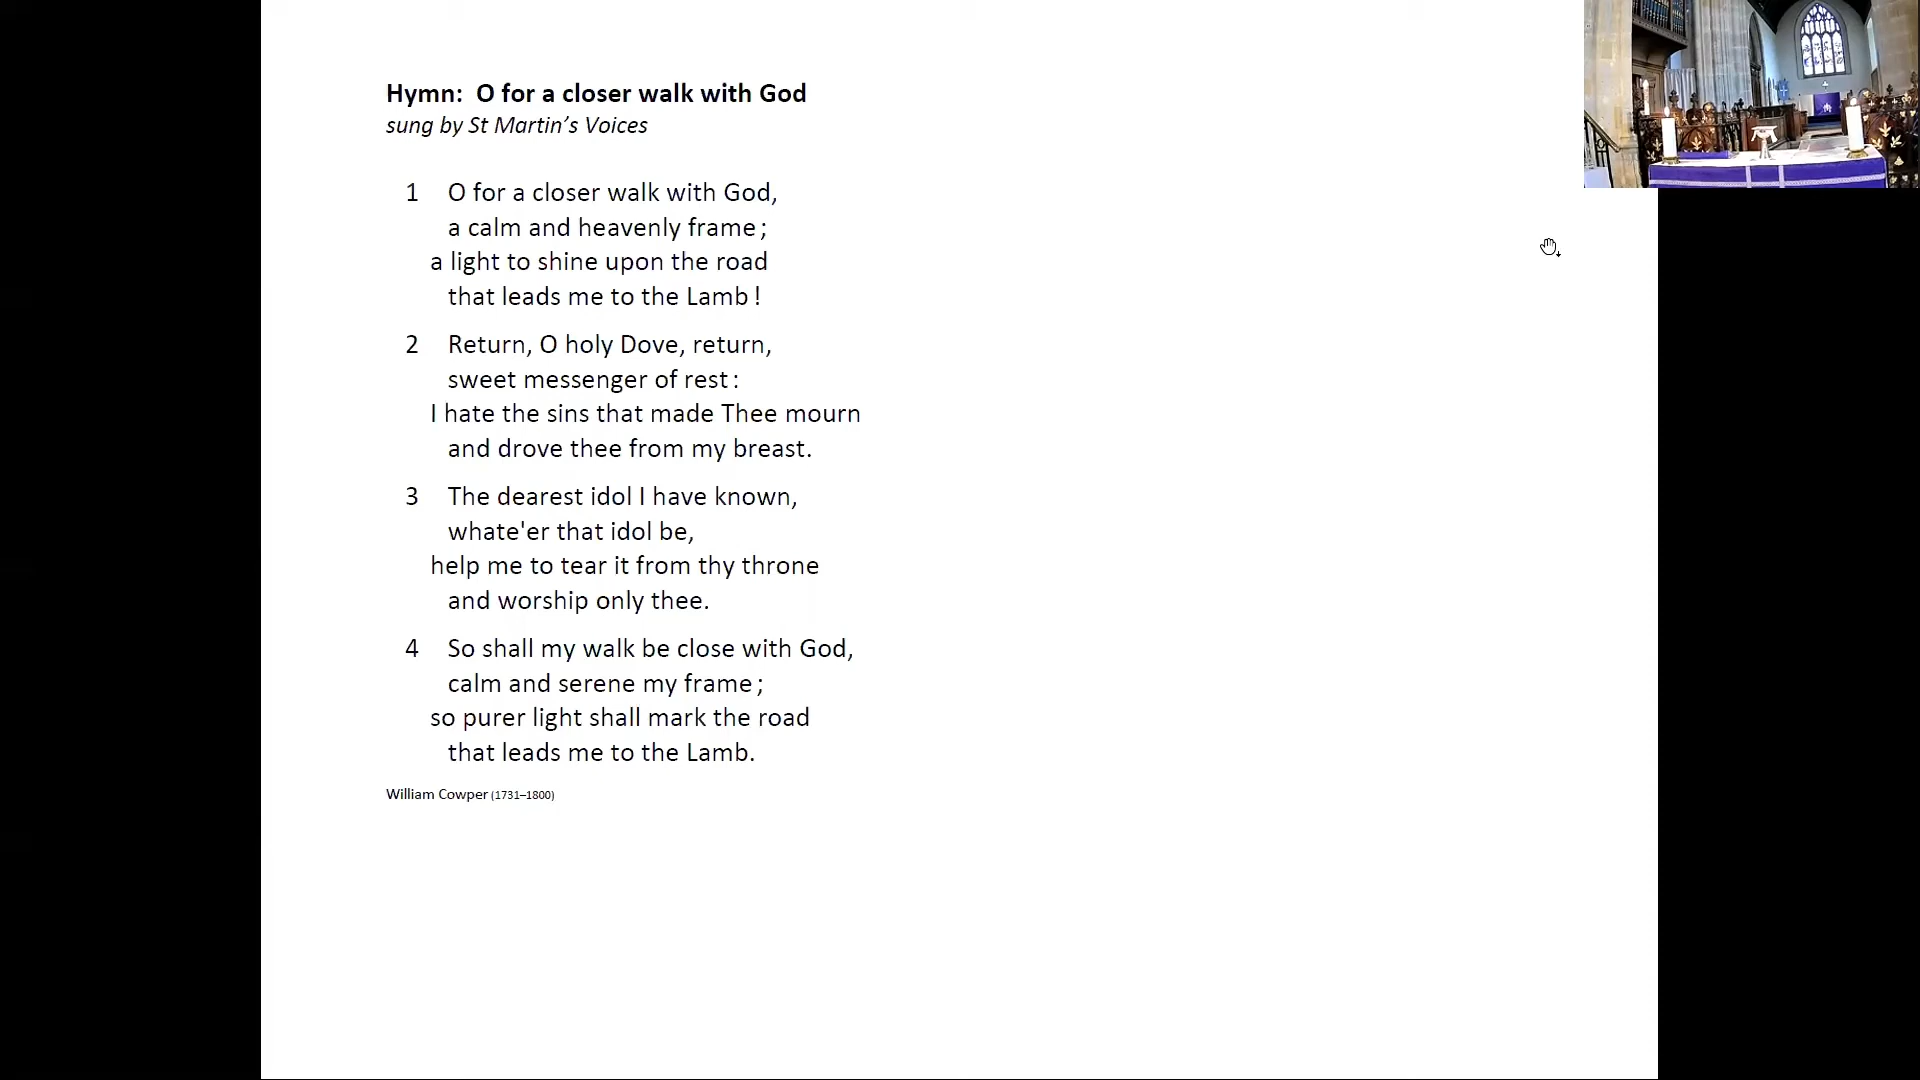 Hymn:  O for a closer walk with God
sung by St Martin’s Voices
1 O for a closer walk with God,
a calm and heavenly frame ;
a light to shine upon the road
that leads me to the Lamb !
2 Return, O holy Dove, return,
sweet messenger of rest :
I hate the sins that made Thee mourn
and drove thee from my breast.
3 The dearest idol I have known,
whate'er that idol be,
help me to tear it from thy throne
and worship only thee.
4 So shall my walk be close with God,
calm and serene my frame ;
so purer light shall mark the road
that leads me to the Lamb.
William Cowper (1731–1800)